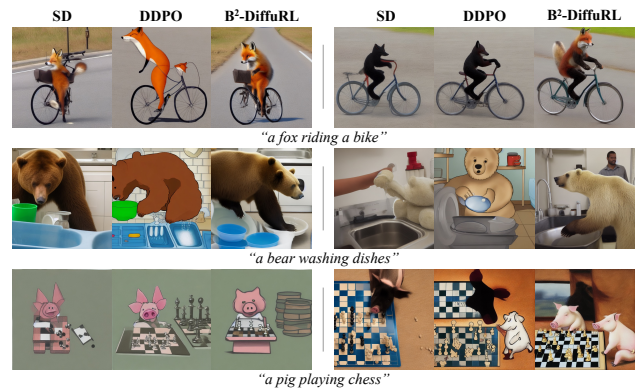 SD DDPO B²-DiffuRL SD DDPO B²-DiffuRL
“a fox riding a bike”
“a bear washing dishes”
“a pig playing chess”